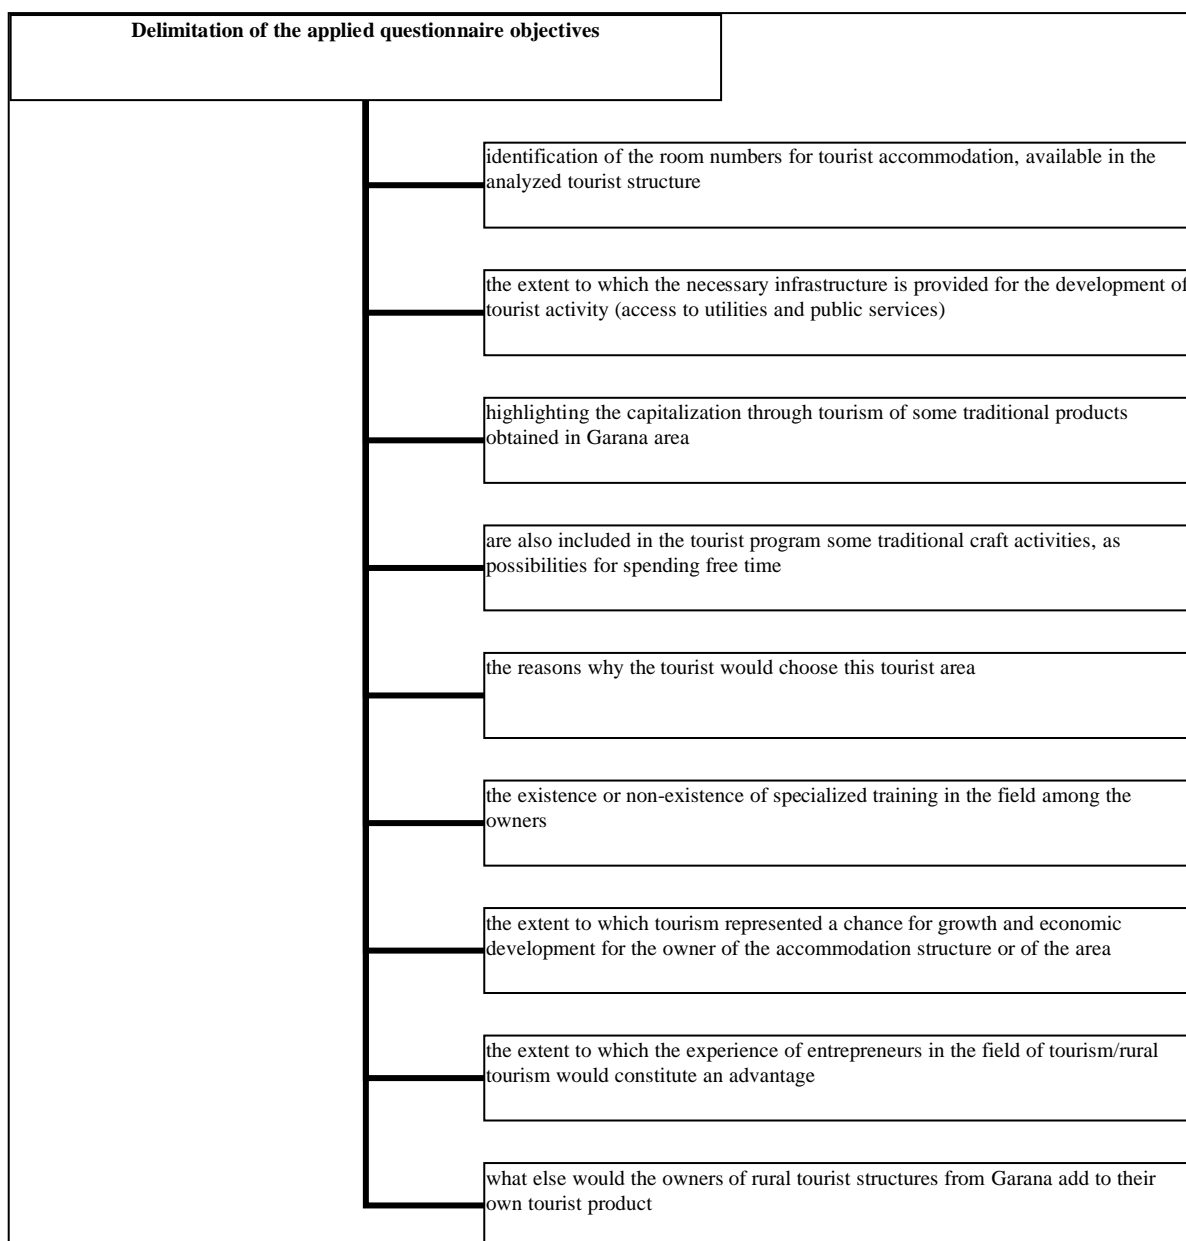 Delimitation of the applied questionnaire objectives
identification of the room numbers for tourist accommodation, available in the
analyzed tourist structure
the extent to which the necessary infrastructure is provided for the development of
tourist activity (access to utilities and public services)
highlighting the capitalization through tourism of some traditional products
obtained in Garana area
are also included in the tourist program some traditional craft activities, as
possibilities for spending free time
the reasons why the tourist would choose this tourist area
the existence or non-existence of specialized training in the field among the
owners
the extent to which tourism represented a chance for growth and economic
development for the owner of the accommodation structure or of the area
the extent to which the experience of entrepreneurs in the field of tourism/rural
tourism would constitute an advantage
what else would the owners of rural tourist structures from Garana add to their
own tourist product